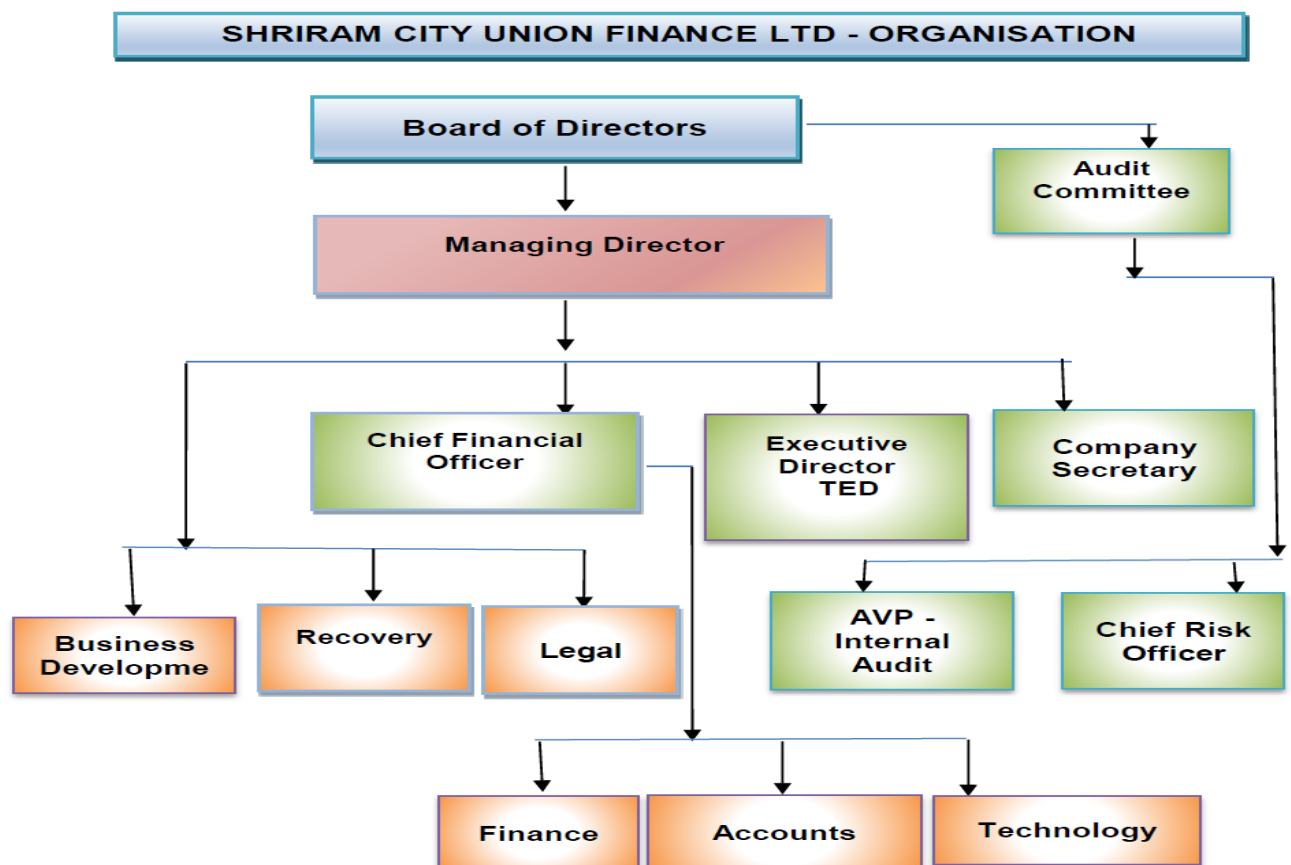 SHRIRAM CITY UNION FINANCE LTD - ORGANISATION
Board of Directors
Audit
Committee
Managing Director
Chief Financial
Officer
Executive
Director
TED
Company
Secretary
Business
Developme
Recovery
Legal
AVP -
Internal
Audit
Chief Risk
Officer
Finance
Accounts
Technology